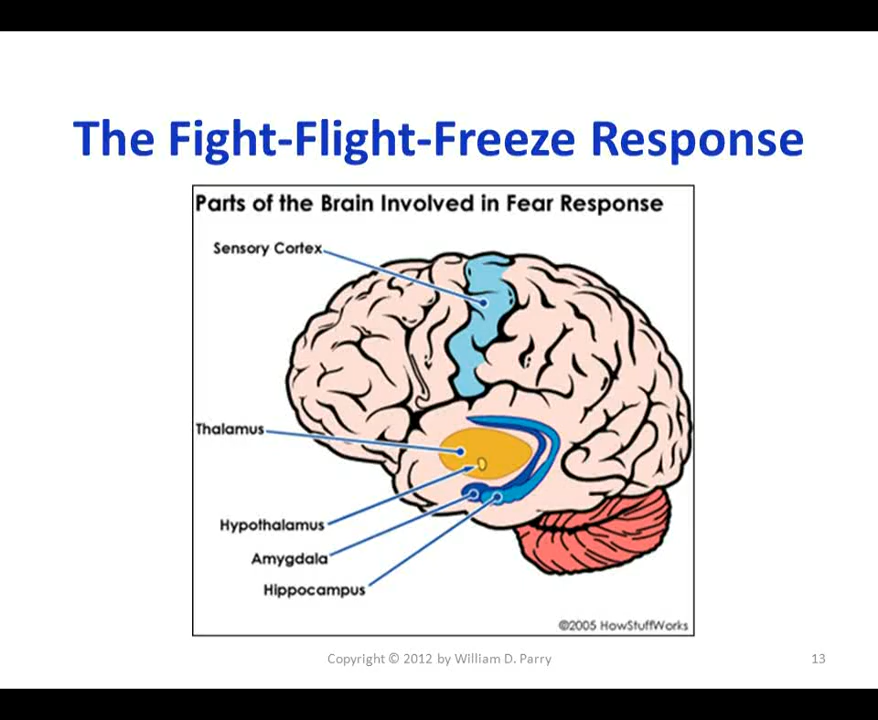 The Fight-Flight-Freeze Response
Parts of the Brain Involved in Fear Response
Sensory Cortex
Thalamus
Hypothalamus
Amygdala
Hippocampus
©2005 HowStuffWorks
Copyright © 2012 by William D. Parry
13